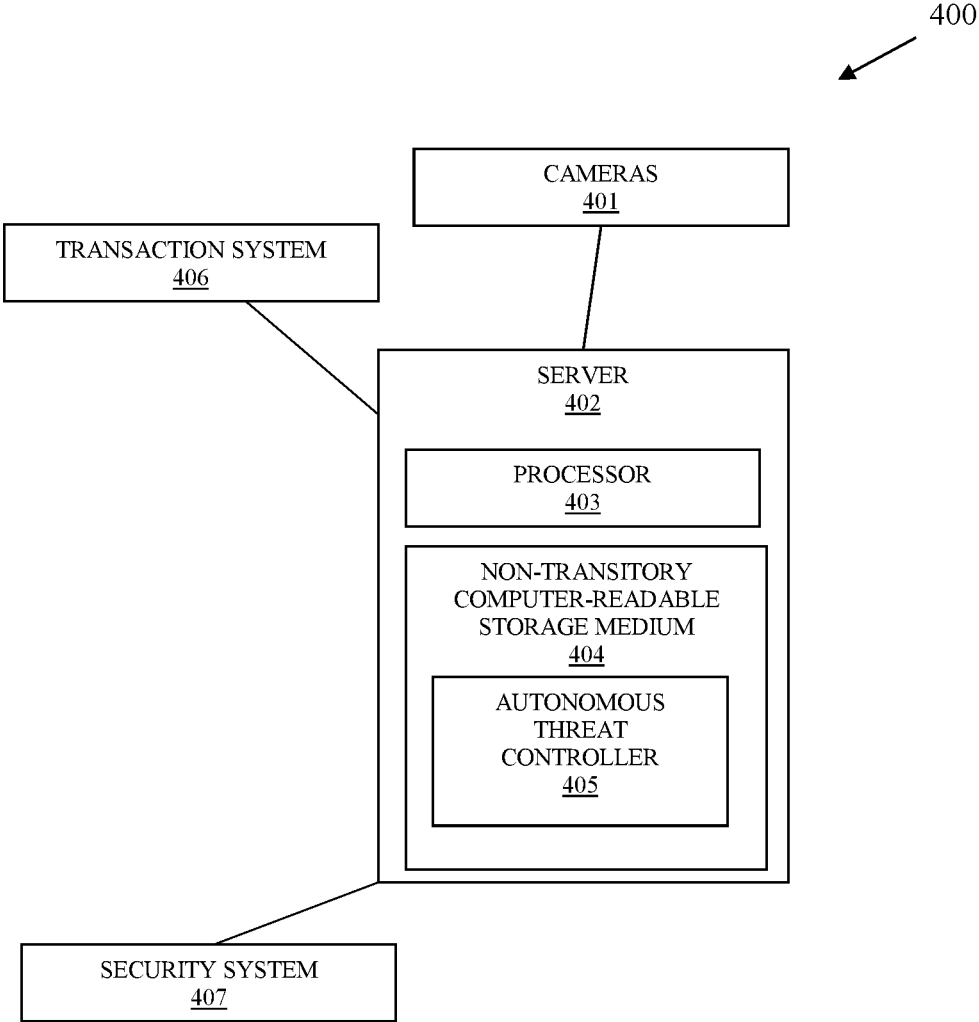 400
CAMERAS
401
TRANSACTION SYSTEM
406
SERVER
402
PROCESSOR
403
NON-TRANSITORY
COMPUTER-READABLE
STORAGE MEDIUM
404
AUTONOMOUS
THREAT
CONTROLLER
405
SECURITY SYSTEM
407